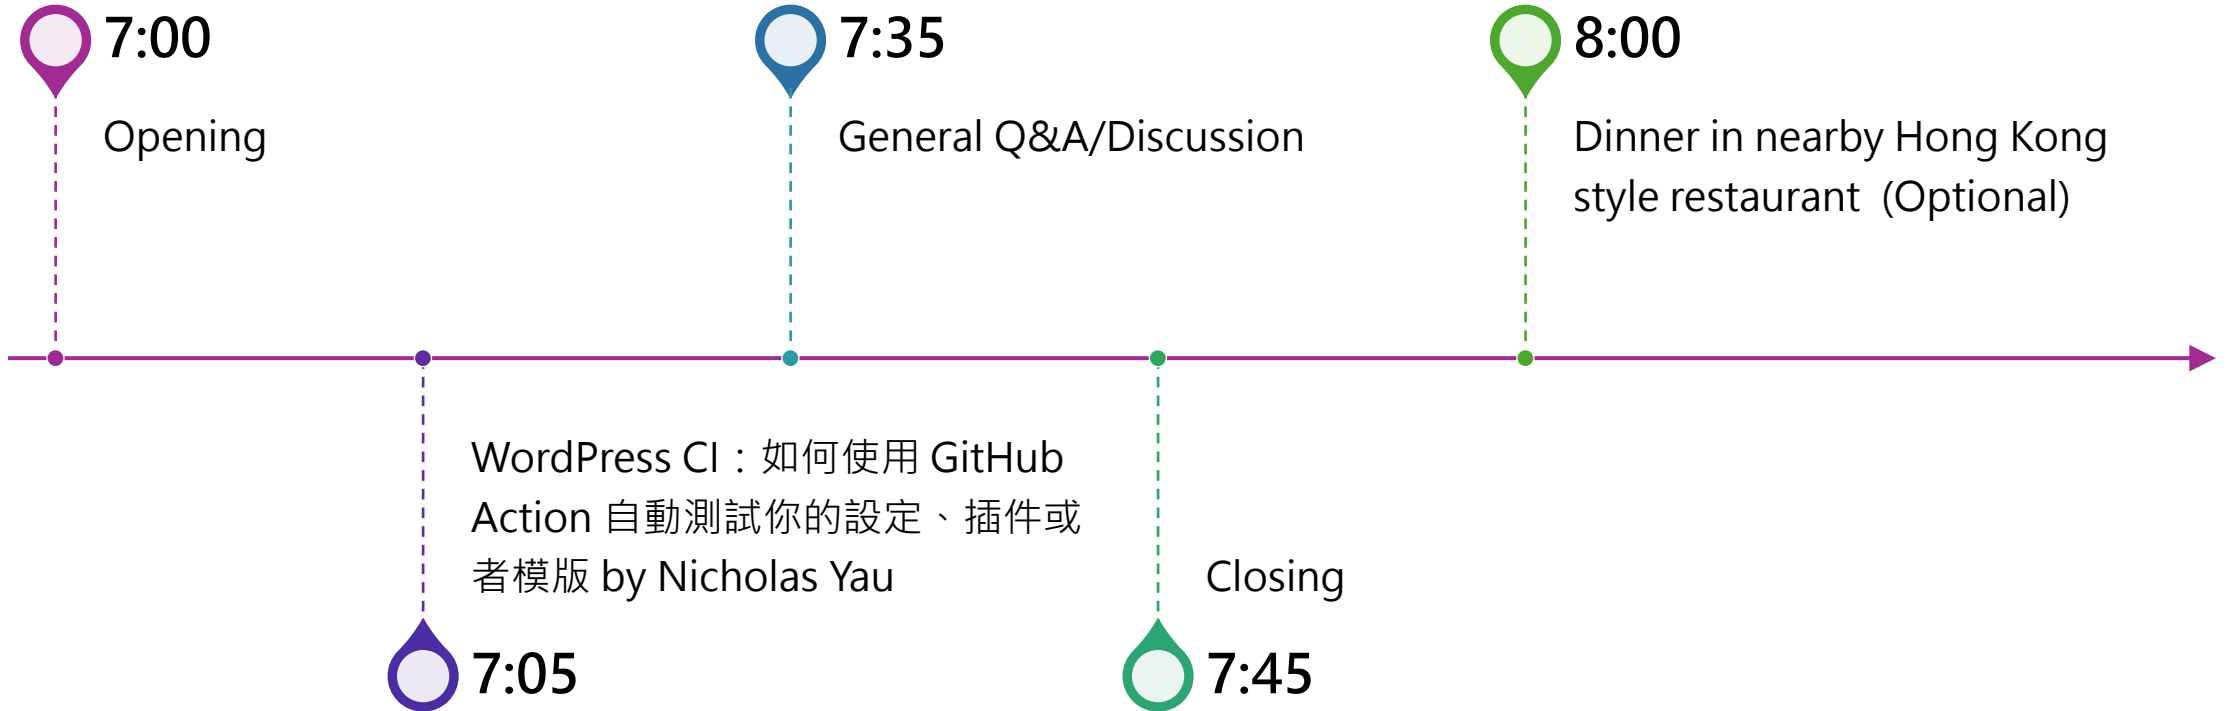 7:00
Opening
7:05
WordPress CI：如何使用 GitHub
Action 自動測試你的設定、插件或
者模版 by Nicholas Yau
7:35
General Q&A/Discussion
7:45
Closing
8:00
Dinner in nearby Hong Kong
style restaurant (Optional)